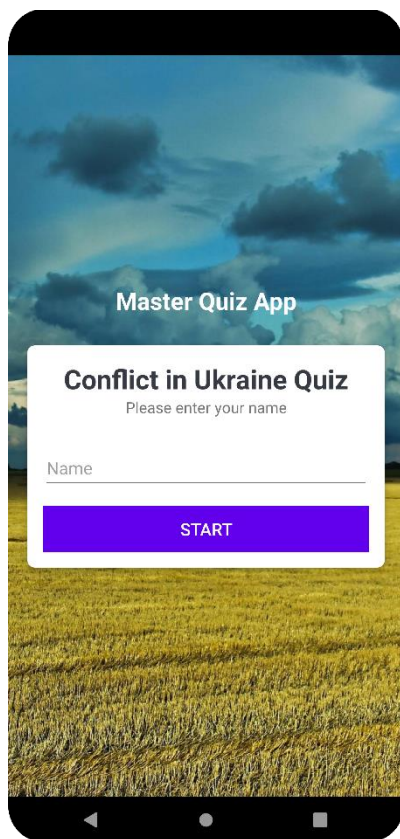 Master Quiz App
Conflict in Ukraine Quiz
Please enter your name
Name
START